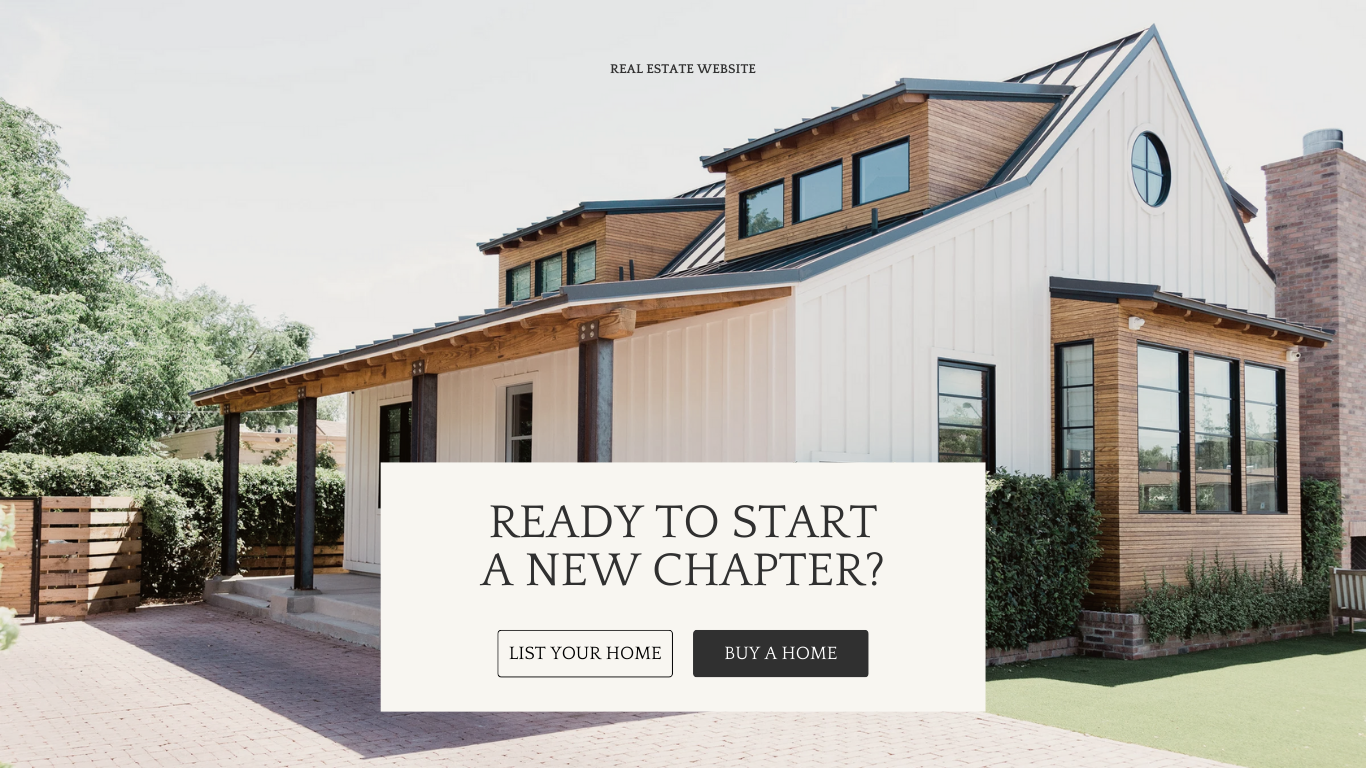 REAL ESTATE WEBSITE
READY TO START
A NEW CHAPTER?
LIST YOUR HOME
BUY A HOME